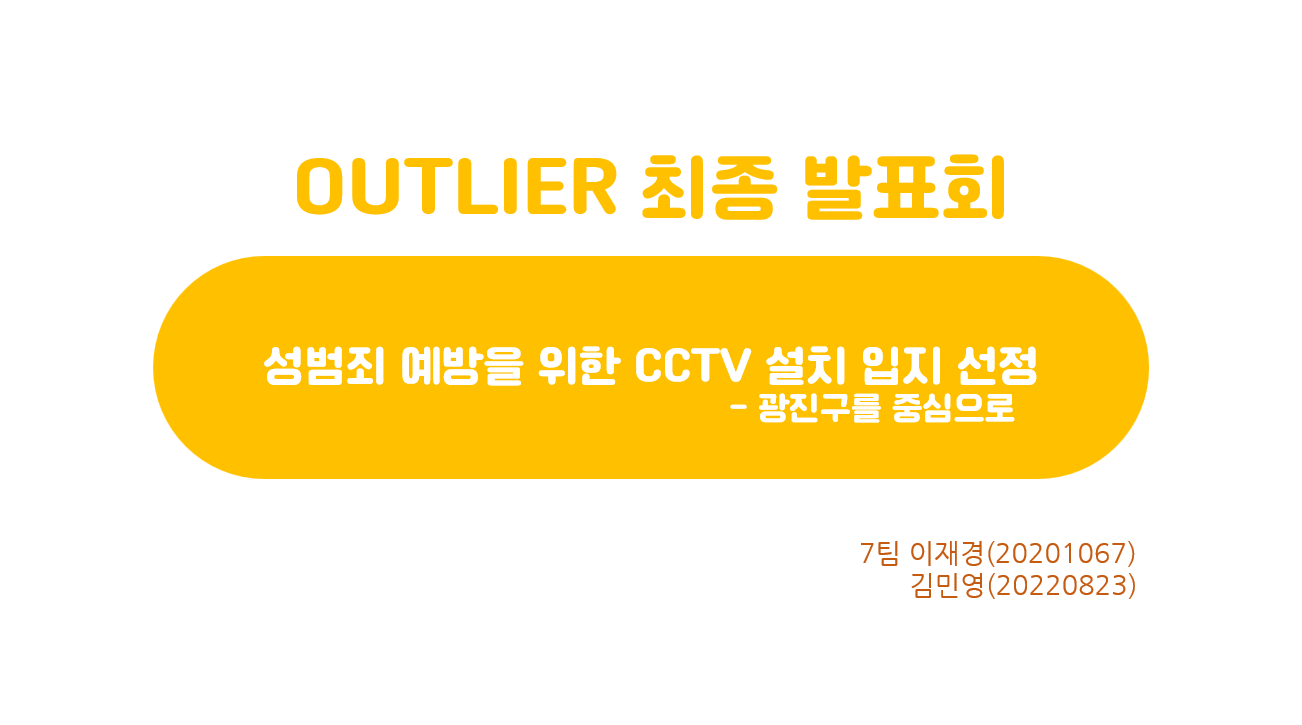 OUTLIER 최종 발표회
성범죄 예방을 위한 CCTV 설치 입지 선정
- 광진구를 중심으로
7팀 이재경(20201067)
김민영(20220823)